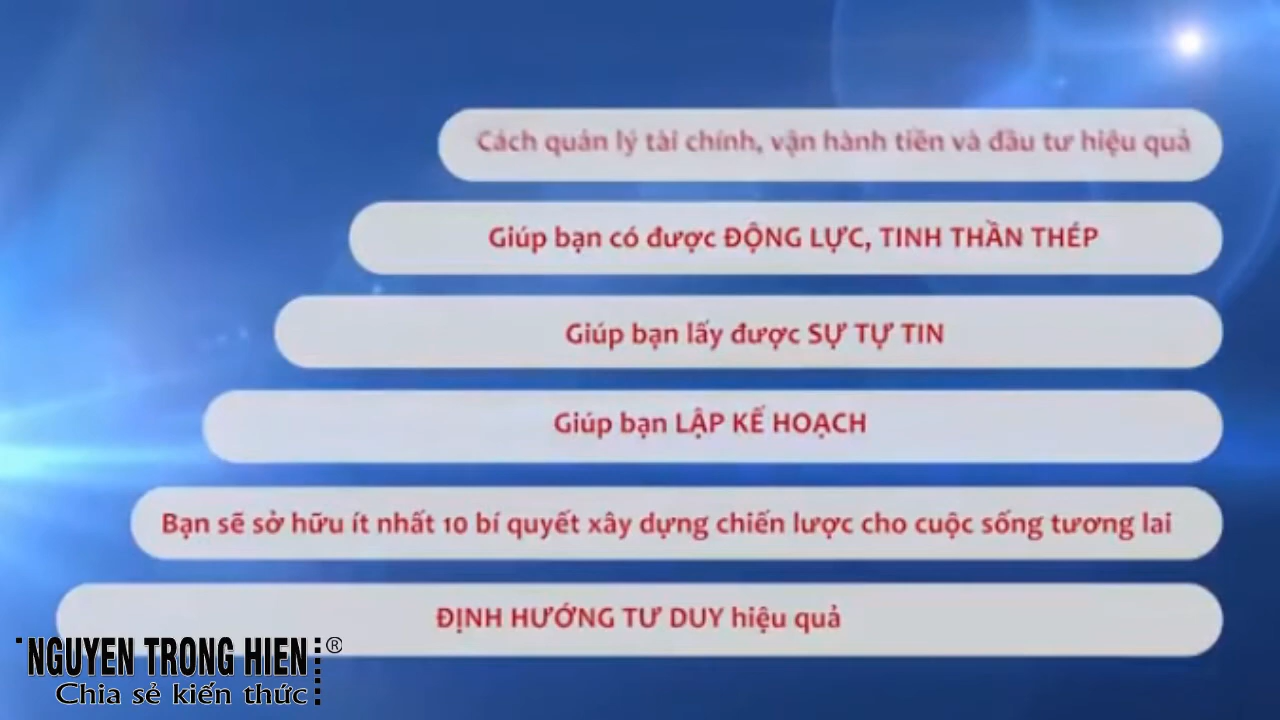 Cách quản lý tài chính, vận hành tiền và đầu tư hiệu quả
Giúp bạn có được ĐỘNG LỰC, TINH THẦN THÉP
Giúp bạn lấy được SỰ TỰ TIN
Giúp bạn LẬP KẾ HOẠCH
Bạn sẽ sở hữu ít nhất 10 bí quyết xây dựng chiến lược cho cuộc sống tương lai
ĐỊNH HƯỚNG TƯ DUY hiệu quả
NGUYEN TRONG HIEN ®
Chia sẻ kiến thức